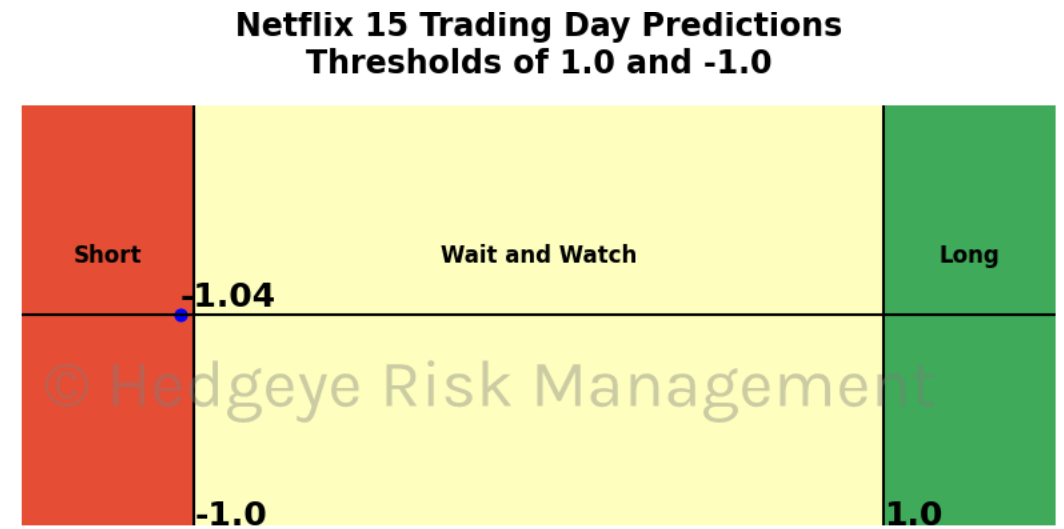 Netflix 15 Trading Day Predictions
Thresholds of 1.0 and -1.0
Short
Wait and Watch
Long
-1.04
© Hedgeye Risk Management
-1.0
1.0